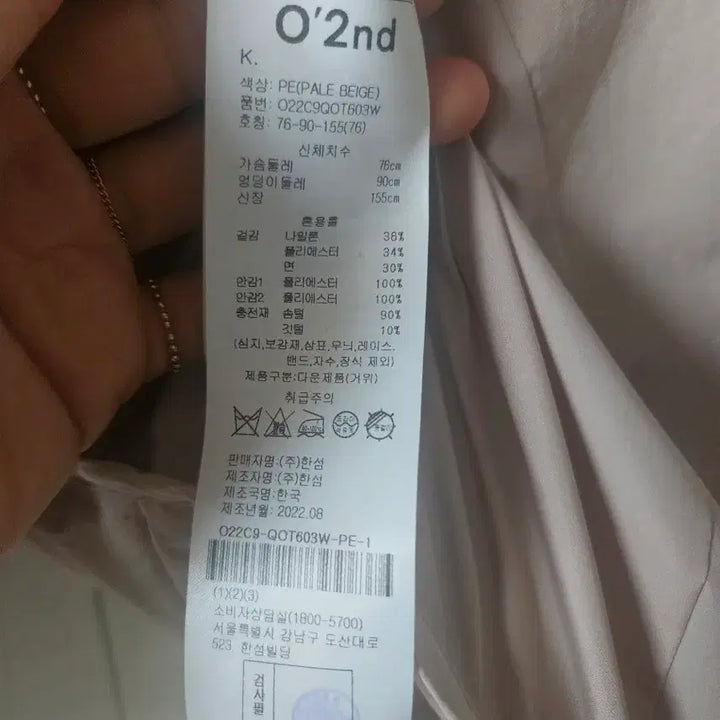 O'2nd
K.
색상: PE(PALE BEIGE)
품번: O22C9QOT603W
호칭: 76-90-155(76)
신체치수
가슴둘레 76cm
엉덩이둘레 90cm
신장 155cm
혼용률
겉감 나일론 36%
폴리에스터 34%
면 30%
안감1 폴리에스터 100%
안감2 폴리에스터 100%
충전재 솜털 90%
깃털 10%
(심지,보강재,상표,무늬,레이스,
밴드,자수,장식 제외)
제품구분:다운제품(거위)
취급주의
판매자명:(주)한섬
제조자명:(주)한섬
제조국명:한국
제조년월: 2022.08
O22C9-QOT603W-PE-1
(1X2)(3)
소비자상담실(1800-5700)
서울특별시 강남구 도산대로
523 한섬빌딩
검사필